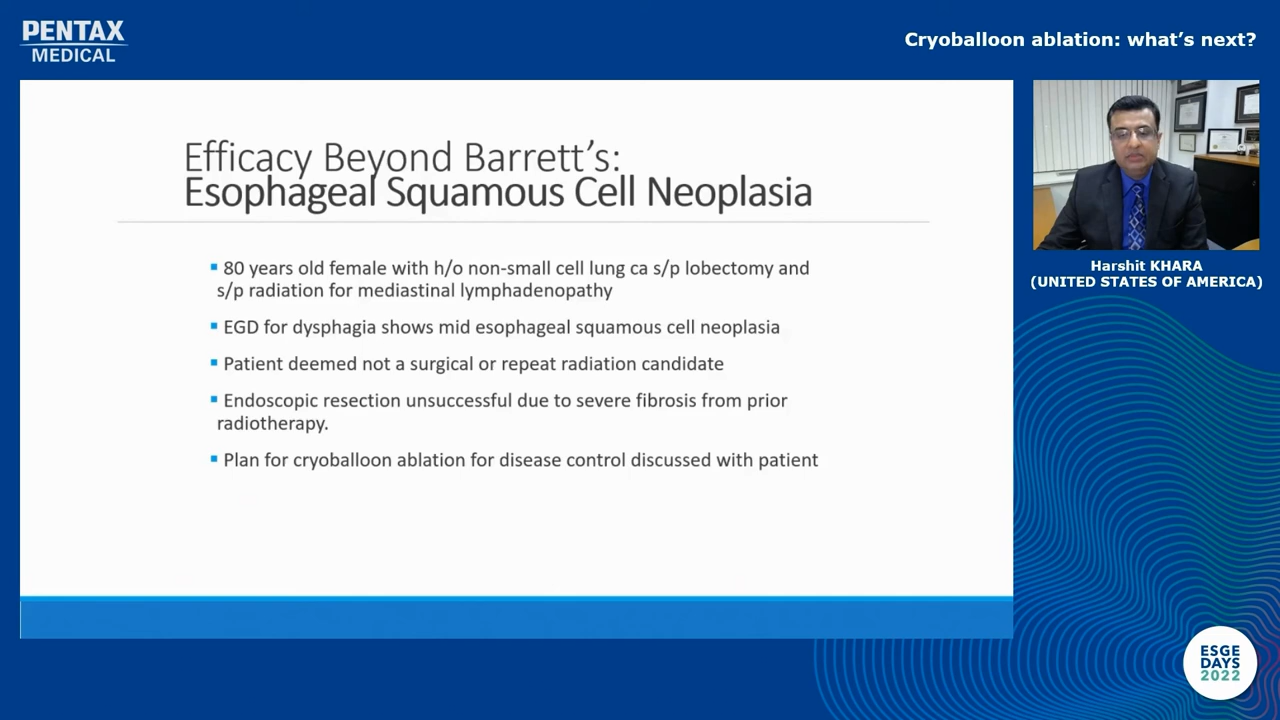 PENTAX
MEDICAL
Cryoballoon ablation: what's next?
Efficacy Beyond Barrett's:
Esophageal Squamous Cell Neoplasia
80 years old female with h/o non-small cell lung ca s/p lobectomy and
s/p radiation for mediastinal lymphadenopathy
EGD for dysphagia shows mid esophageal squamous cell neoplasia
Patient deemed not a surgical or repeat radiation candidate
Endoscopic resection unsuccessful due to severe fibrosis from prior
radiotherapy.
Plan for cryoballoon ablation for disease control discussed with patient
Harshit KHARA
(UNITED STATES OF AMERICA)
ESGE
DAYS
2022